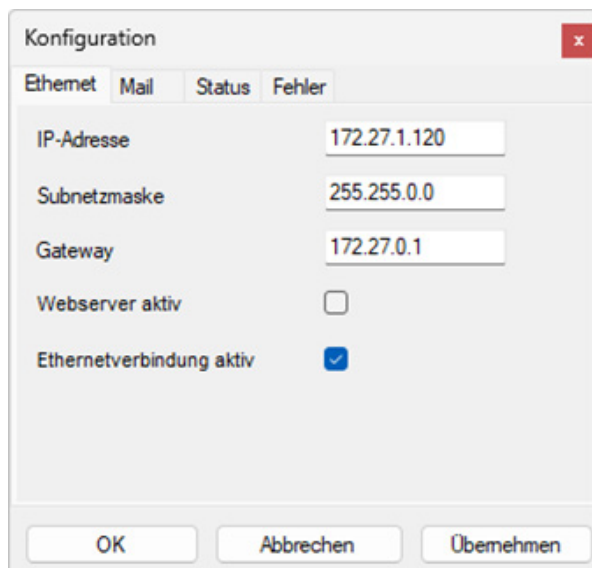 Konfiguration
x
Ethernet Mail Status Fehler
IP-Adresse 172.27.1.120
Subnetzmaske 255.255.0.0
Gateway 172.27.0.1
Webserver aktiv
Ethernetverbindung aktiv
OK Abbrechen Übernehmen